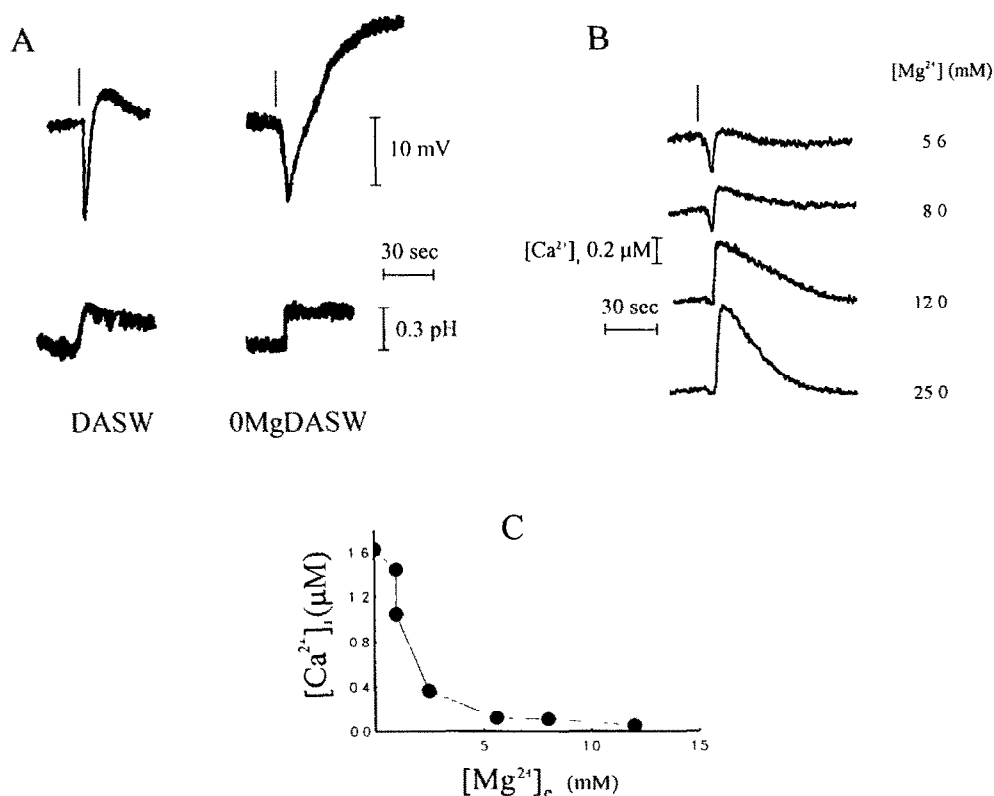 A
10 mV
30 sec
0.3 pH
DASW
0MgDASW
B
[Mg²⁺] (mM)
5 6
8 0
[Ca²⁺]ᵢ 0.2 µM
12 0
30 sec
25 0
C
[Ca²⁺]ᵢ (µM)
1 6
1 2
0 8
0 4
0.0
5
10
15
[Mg²⁺]ₑ (mM)